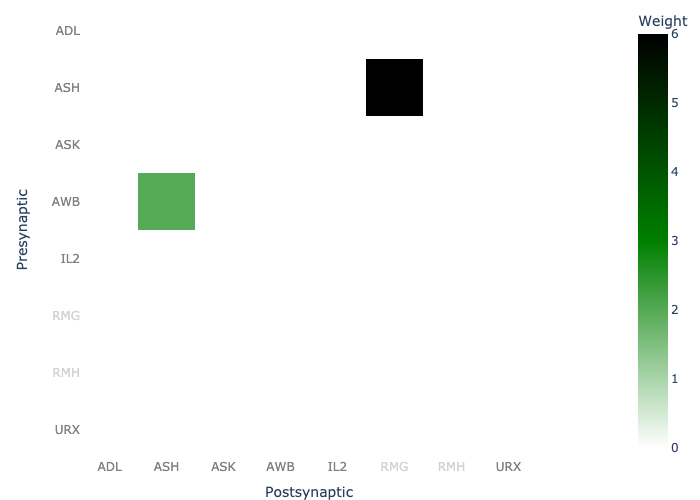 Weight
ADL
ASH
ASK
AWB
IL2
RMG
RMH
URX
Presynaptic
ADL ASH ASK AWB IL2 RMG RMH URX
Postsynaptic
6
5
4
3
2
1
0